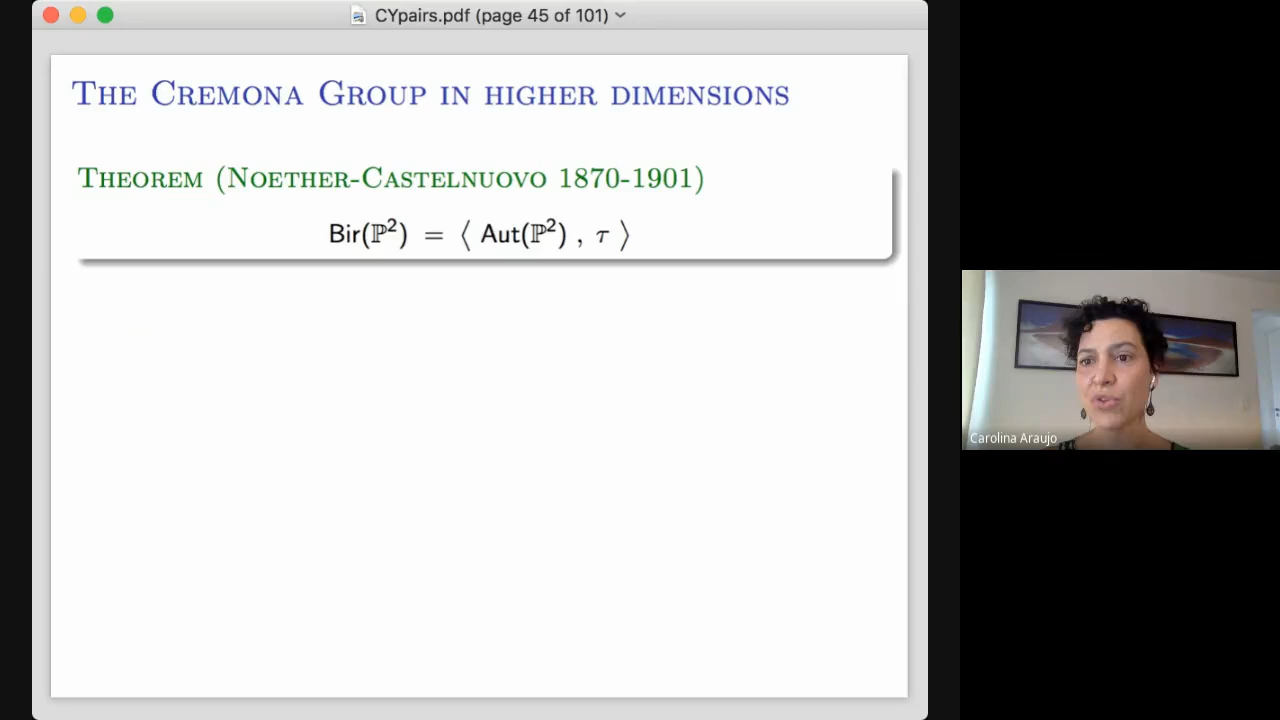 CYpairs.pdf (page 45 of 101)
The Cremona Group in higher dimensions
Theorem (Noether-Castelnuovo 1870-1901)
Bir(ℙ²) = ⟨ Aut(ℙ²) , τ ⟩
Carolina Araujo